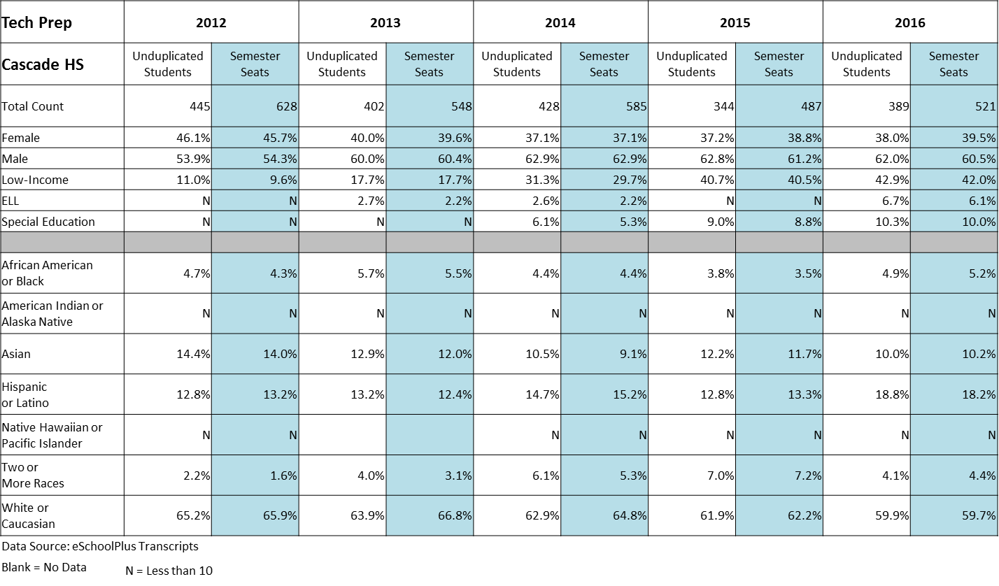 Tech Prep 2012 2013 2014 2015 2016
Cascade HS Unduplicated Students Semester Seats Unduplicated Students Semester Seats Unduplicated Students Semester Seats Unduplicated Students Semester Seats Unduplicated Students Semester Seats
Total Count 445 628 402 548 428 585 344 487 389 521
Female 46.1% 45.7% 40.0% 39.6% 37.1% 37.1% 37.2% 38.8% 38.0% 39.5%
Male 53.9% 54.3% 60.0% 60.4% 62.9% 62.9% 62.8% 61.2% 62.0% 60.5%
Low-Income 11.0% 9.6% 17.7% 17.7% 31.3% 29.7% 40.7% 40.5% 42.9% 42.0%
ELL N N 2.7% 2.2% 2.6% 2.2% N N 6.7% 6.1%
Special Education N N N N 6.1% 5.3% 9.0% 8.8% 10.3% 10.0%
African American or Black 4.7% 4.3% 5.7% 5.5% 4.4% 4.4% 3.8% 3.5% 4.9% 5.2%
American Indian or Alaska Native N N N N N N N N N N
Asian 14.4% 14.0% 12.9% 12.0% 10.5% 9.1% 12.2% 11.7% 10.0% 10.2%
Hispanic or Latino 12.8% 13.2% 13.2% 12.4% 14.7% 15.2% 12.8% 13.3% 18.8% 18.2%
Native Hawaiian or Pacific Islander N N N N N N N N
Two or More Races 2.2% 1.6% 4.0% 3.1% 6.1% 5.3% 7.0% 7.2% 4.1% 4.4%
White or Caucasian 65.2% 65.9% 63.9% 66.8% 62.9% 64.8% 61.9% 62.2% 59.9% 59.7%
Data Source: eSchoolPlus Transcripts
Blank = No Data N = Less than 10